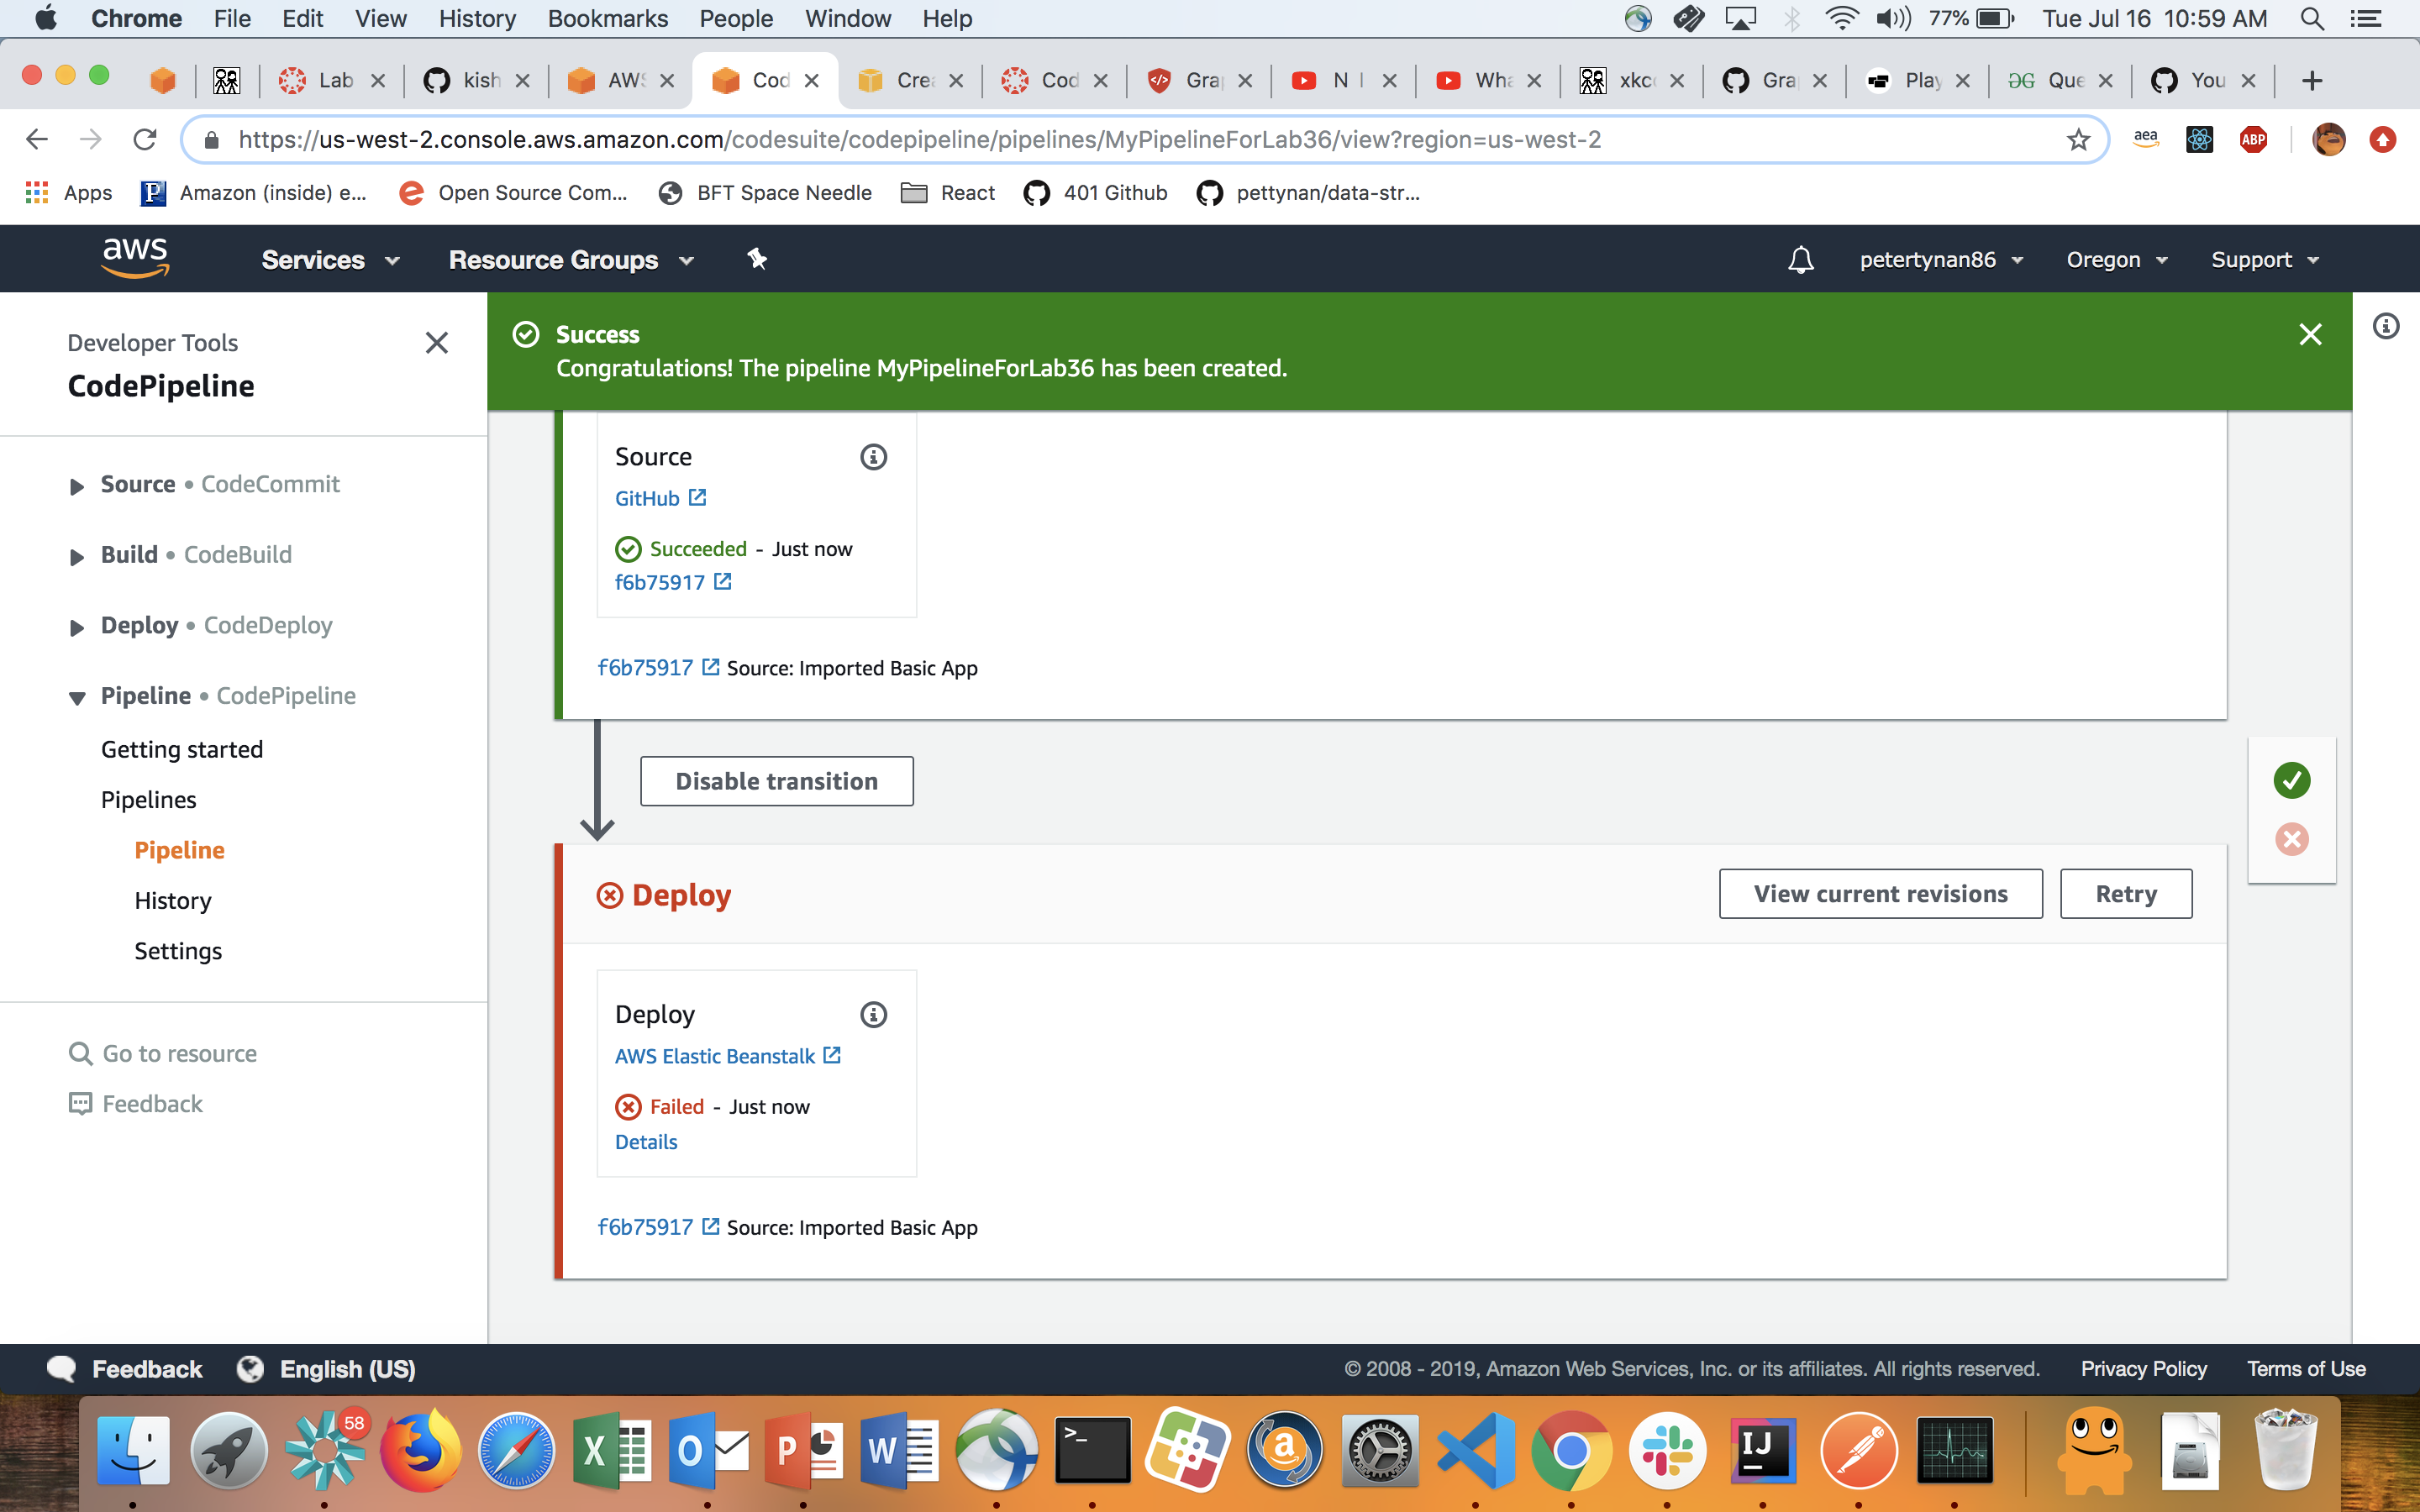 Chrome File Edit View History Bookmarks People Window Help 77% Tue Jul 16 10:59 AM
Lab kish AWS Cod Crea Cod Gra N I Wha xkc Gra Play Que You
https://us-west-2.console.aws.amazon.com/codesuite/codepipeline/pipelines/MyPipelineForLab36/view?region=us-west-2 aea ABP
Apps P Amazon (inside) e... Open Source Com... BFT Space Needle React 401 Github pettynan/data-str...
aws Services Resource Groups petertynan86 Oregon Support
Developer Tools
CodePipeline
Source • CodeCommit
Build • CodeBuild
Deploy • CodeDeploy
Pipeline • CodePipeline
Getting started
Pipelines
Pipeline
History
Settings
Go to resource
Feedback
Success
Congratulations! The pipeline MyPipelineForLab36 has been created.
Source
GitHub
Succeeded - Just now
f6b75917
f6b75917 Source: Imported Basic App
Disable transition
Deploy View current revisions Retry
Deploy
AWS Elastic Beanstalk
Failed - Just now
Details
f6b75917 Source: Imported Basic App
Feedback English (US) © 2008 - 2019, Amazon Web Services, Inc. or its affiliates. All rights reserved. Privacy Policy Terms of Use
58 X O P W >_ a IJ